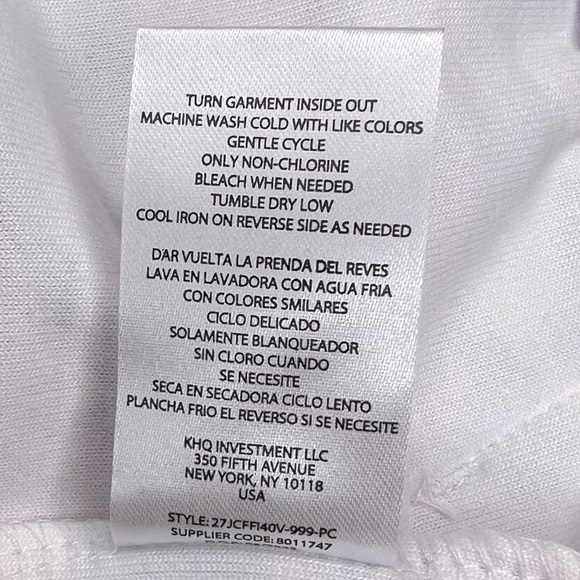 TURN GARMENT INSIDE OUT
MACHINE WASH COLD WITH LIKE COLORS
GENTLE CYCLE
ONLY NON-CHLORINE
BLEACH WHEN NEEDED
TUMBLE DRY LOW
COOL IRON ON REVERSE SIDE AS NEEDED
DAR VUELTA LA PRENDA DEL REVES
LAVA EN LAVADORA CON AGUA FRIA
CON COLORES SMILARES
CICLO DELICADO
SOLAMENTE BLANQUEADOR
SIN CLORO CUANDO
SE NECESITE
SECA EN SECADORA CICLO LENTO
PLANCHA FRIO EL REVERSO SI SE NECESITE
KHQ INVESTMENT LLC
350 FIFTH AVENUE
NEW YORK, NY 10118
USA
STYLE: 27JCFFI40V-999-PC
SUPPLIER CODE: 8011747